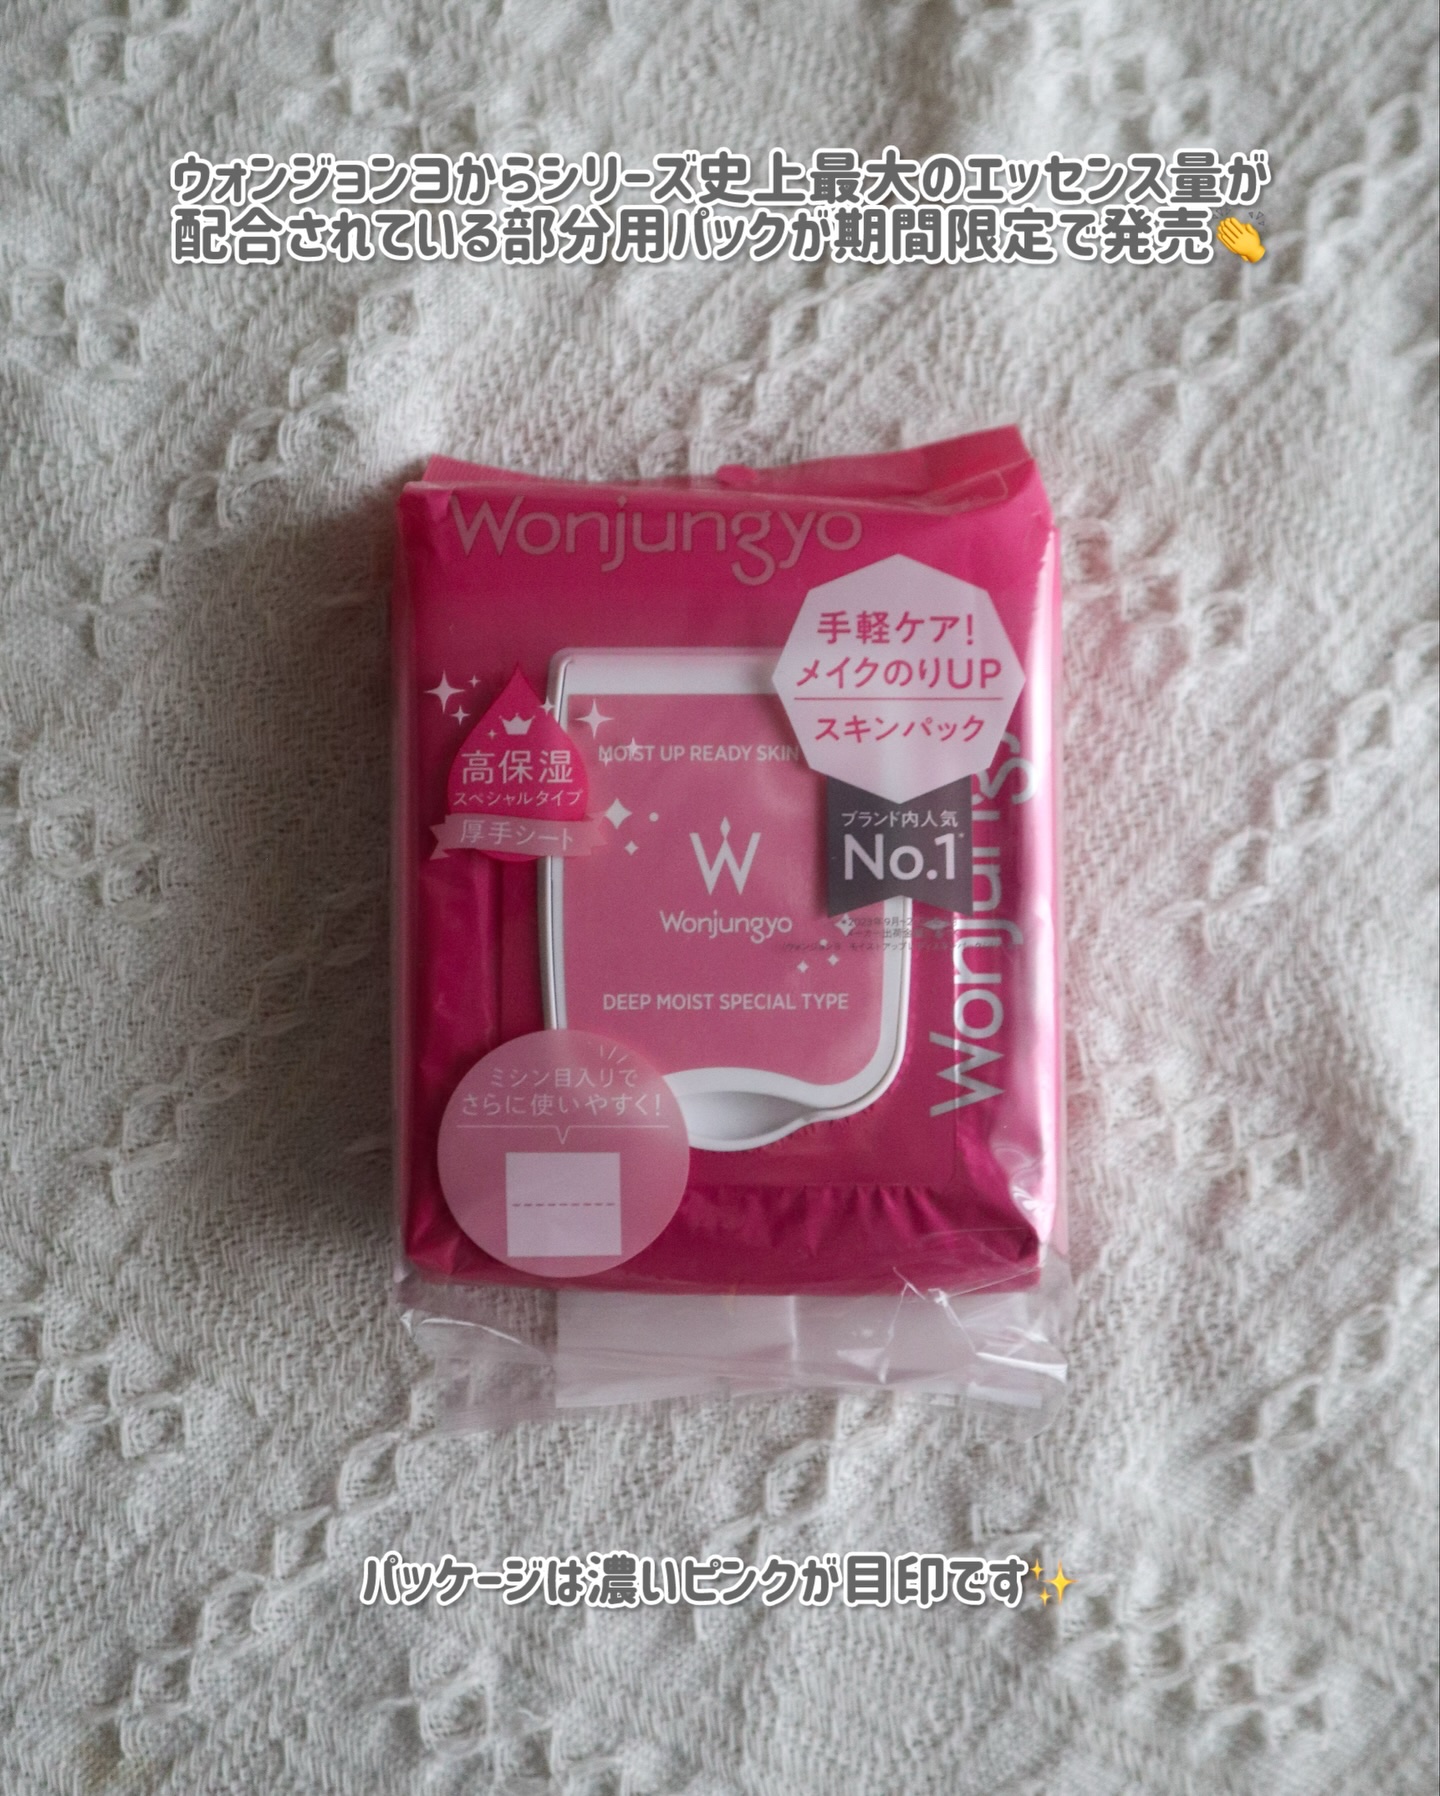 ウォンジョンヨからシリーズ史上最大のエッセンス量が
配合されている部分用パックが期間限定で発売👏
Wonjungyo
手軽ケア!
メイクのりUP
スキンパック
ブランド内人気
No.1
高保湿
スペシャルタイプ
厚手シート
MOIST UP READY SKIN
W
Wonjungyo
DEEP MOIST SPECIAL TYPE
Wonjungyo
ミシン目入りで
さらに使いやすく!
パッケージは濃いピンクが目印です✨